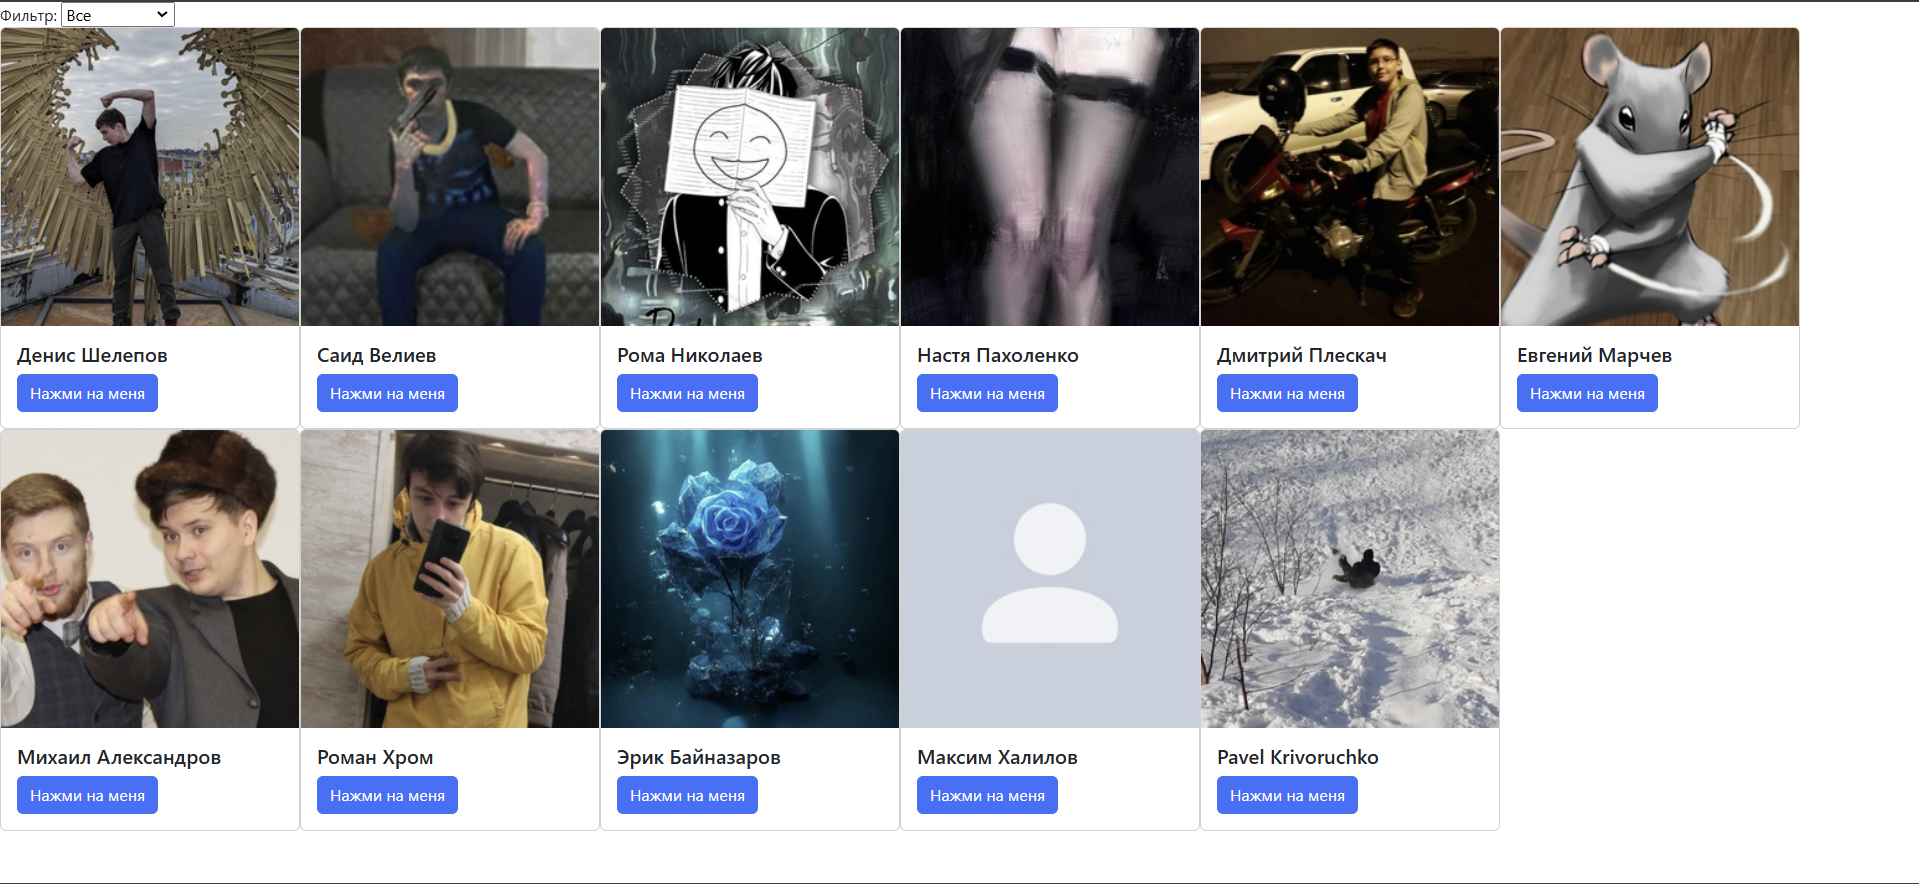 Фильтр: Все
Денис Шелепов
Нажми на меня
Саид Велиев
Нажми на меня
Рома Николаев
Нажми на меня
Настя Пахоленко
Нажми на меня
Дмитрий Плескач
Нажми на меня
Евгений Марчев
Нажми на меня
Михаил Александров
Нажми на меня
Роман Хром
Нажми на меня
Эрик Байназаров
Нажми на меня
Максим Халилов
Нажми на меня
Pavel Krivoruchko
Нажми на меня